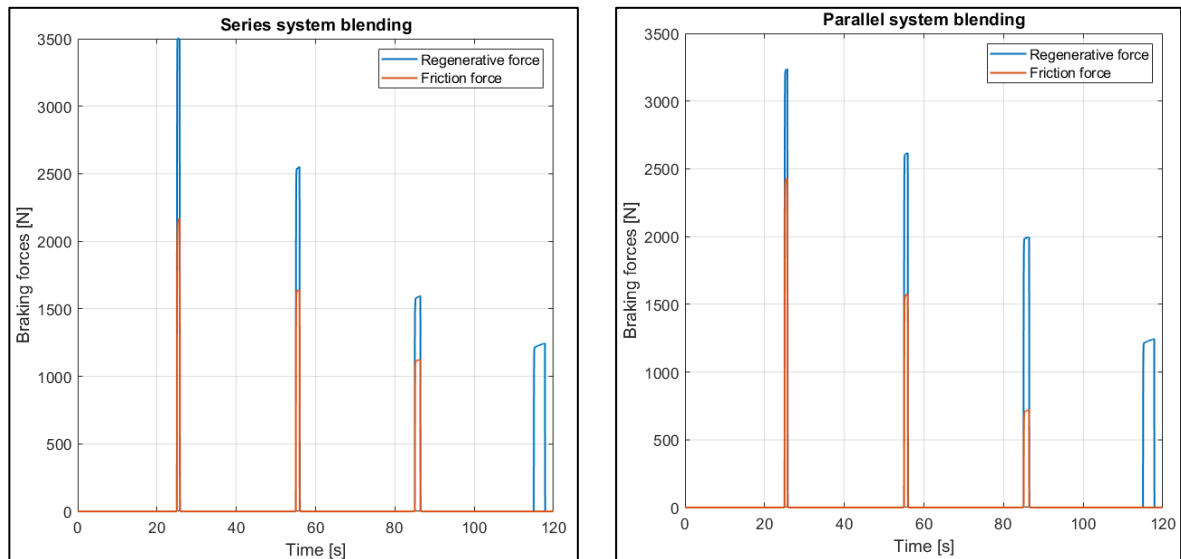 Series system blending
Regenerative force
Friction force
Braking forces [N]
3500
3000
2500
2000
1500
1000
500
0
0 20 40 60 80 100 120
Time [s]
Parallel system blending
Regenerative force
Friction force
Braking forces [N]
3500
3000
2500
2000
1500
1000
500
0
0 20 40 60 80 100 120
Time [s]